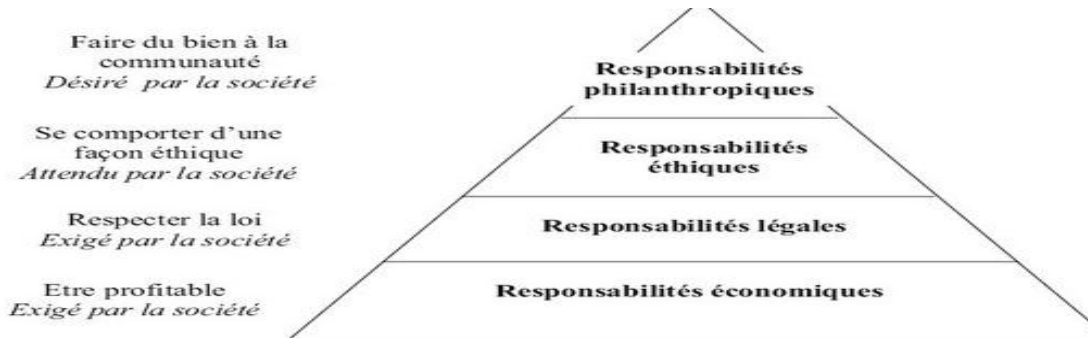 Faire du bien à la
communauté
Désiré par la société
Responsabilités
philanthropiques
Se comporter d'une
façon éthique
Attendu par la société
Responsabilités
éthiques
Respecter la loi
Exigé par la société
Responsabilités légales
Etre profitable
Exigé par la société
Responsabilités économiques